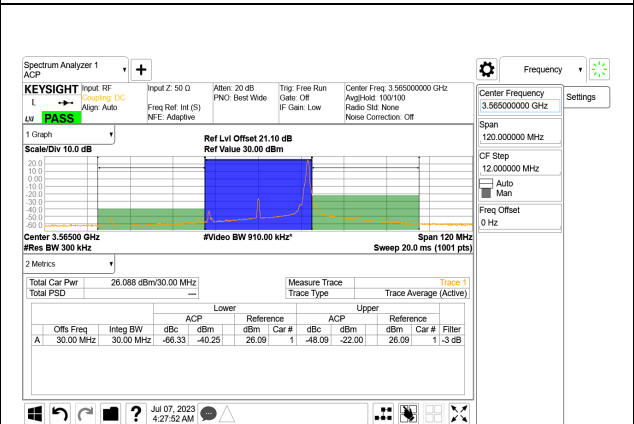 Spectrum Analyzer 1
ACP
Frequency
KEYSIGHT
Input: RF
Coupling: DC
Align: Auto
Input Z: 50 Ω
Freq Ref: Int (S)
NFE: Adaptive
Atten: 20 dB
PNO: Best Wide
Trig: Free Run
Gate: Off
IF Gain: Low
Center Freq: 3.565000000 GHz
Avg|Hold: 100/100
Radio Std: None
Noise Correction: Off
L
LNI PASS
1 Graph
Scale/Div 10.0 dB
Ref Lvl Offset 21.10 dB
Ref Value 30.00 dBm
20.0
10.0
0.00
-10.0
-20.0
-30.0
-40.0
-50.0
-60.0
Center 3.56500 GHz
#Video BW 910.00 kHz*
Span 120 MHz
#Res BW 300 kHz
Sweep 20.0 ms (1001 pts)
2 Metrics
Total Car Pwr 26.088 dBm/30.00 MHz
Measure Trace Trace 1
Total PSD ---
Trace Type Trace Average (Active)
Lower Upper
ACP Reference ACP Reference
Offs Freq Integ BW dBc dBm dBm Car # dBc dBm dBm Car # Filter
A 30.00 MHz 30.00 MHz -66.33 -40.25 26.09 1 -48.09 -22.00 26.09 1 -3 dB
Jul 07, 2023
4:27:52 AM
Center Frequency
3.565000000 GHz
Settings
Span
120.000000 MHz
CF Step
12.000000 MHz
Auto
Man
Freq Offset
0 Hz